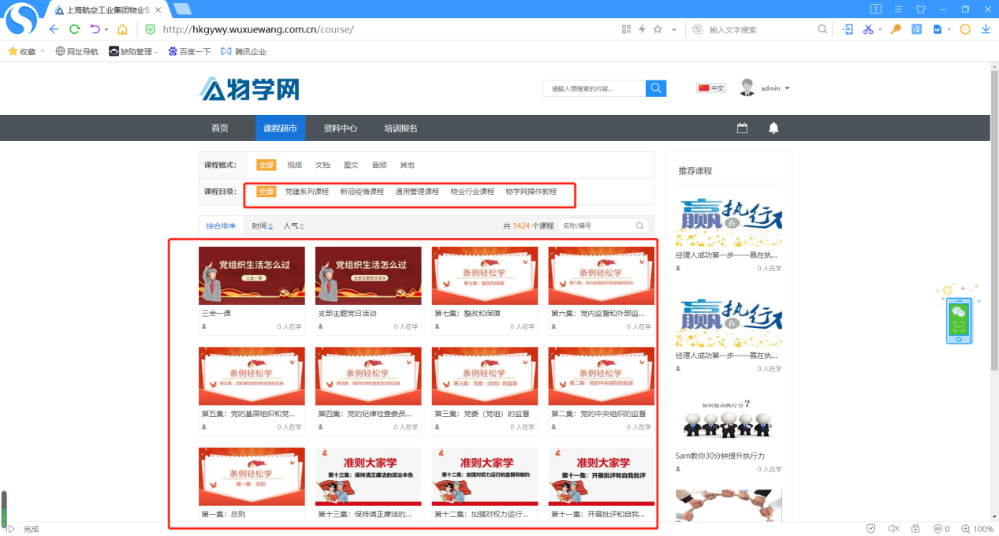 上海航空工业集团物业管
1
http://hkgywy.wuxuewang.com.cn/course/
输入文字搜索
收藏 网址导航 缺陷管理 - 百度一下 腾讯企业
物学网
请输入想搜索的内容...
中文 admin
首页 课程超市 资料中心 培训报名
课程格式： 全部 视频 文档 图文 音频 其他
课程目录： 全部 党建系列课程 新冠疫情课程 通用管理课程 物业行业课程 物学网操作教程
综合排序 时间 人气 共 1424 个课程 名称/编号
党组织生活怎么过
三会一课
三会一课
0 人在学
党组织生活怎么过
支部主题党日活动
支部主题党日活动
0 人在学
条例轻松学
第七集：整改和保障
第七集：整改和保障
0 人在学
条例轻松学
第六集：党内监督和外部监督相结合
第六集：党内监督和外部监...
0 人在学
条例轻松学
第五集：党的基层组织和党员的监督
第五集：党的基层组织和党...
0 人在学
条例轻松学
第四集：党的纪律检查委员会的监督
第四集：党的纪律检查委员...
0 人在学
条例轻松学
第三集：党委（党组）的监督
第三集：党委（党组）的监督
0 人在学
条例轻松学
第二集：党的中央组织的监督
第二集：党的中央组织的监督
0 人在学
条例轻松学
第一集：总则
第一集：总则
准则大家学
第十三集：保持清正廉洁的政治本色
第十三集：保持清正廉洁的...
准则大家学
第十二集：加强对权力运行的监督和制约
第十二集：加强对权力运行...
准则大家学
第十一集：开展批评和自我批评
第十一集：开展批评和自我...
推荐课程
赢在执行力
经理人成功第一步——赢在执...
0 人在学
赢在执行力
经理人成功第一步——赢在执...
0 人在学
如何提高执行力？
Sam教你30分钟提升执行力
0 人在学
完成
0
100%